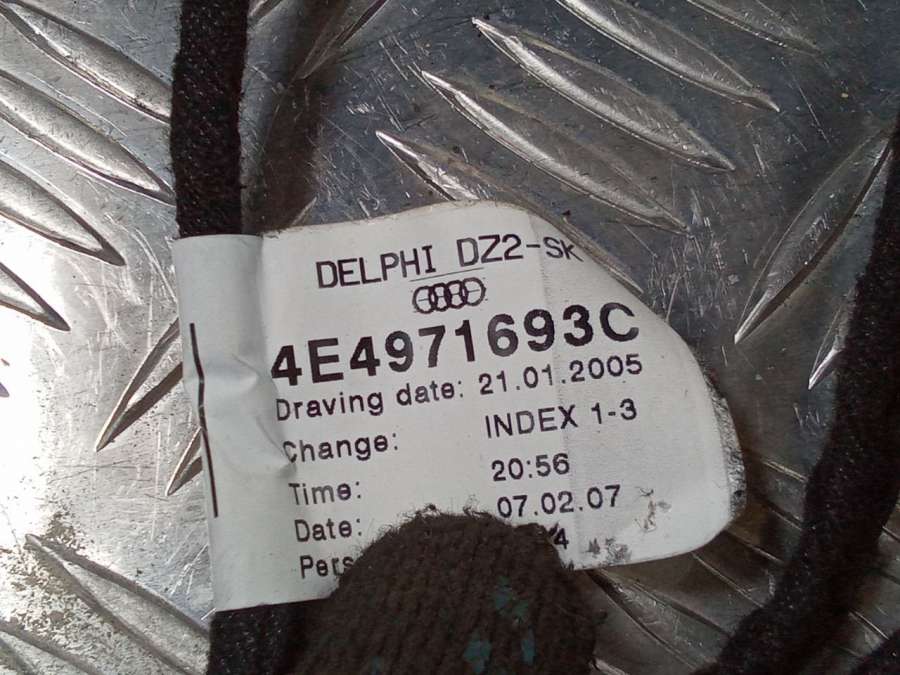 DELPHI DZ2-SK
4E4971693C
Draving date: 21.01.2005
Change: INDEX 1-3
Time: 20:56
Date: 07.02.07